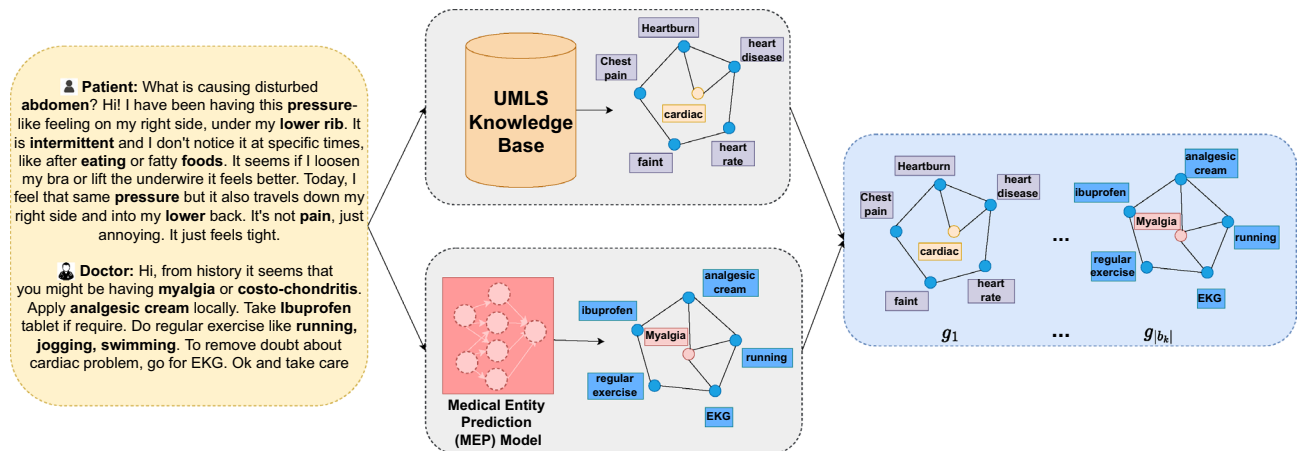 Patient: What is causing disturbed
abdomen? Hi! I have been having this pressure-
like feeling on my right side, under my lower rib. It
is intermittent and I don't notice it at specific times,
like after eating or fatty foods. It seems if I loosen
my bra or lift the underwire it feels better. Today, I
feel that same pressure but it also travels down my
right side and into my lower back. It's not pain, just
annoying. It just feels tight.
Doctor: Hi, from history it seems that
you might be having myalgia or costo-chondritis.
Apply analgesic cream locally. Take Ibuprofen
tablet if require. Do regular exercise like running,
jogging, swimming. To remove doubt about
cardiac problem, go for EKG. Ok and take care
UMLS
Knowledge
Base
Heartburn
heart
disease
Chest
pain
cardiac
faint
heart
rate
Medical Entity
Prediction
(MEP) Model
analgesic
cream
ibuprofen
Myalgia
running
regular
exercise
EKG
Heartburn
heart
disease
Chest
pain
cardiac
faint
heart
rate
g1
...
...
analgesic
cream
ibuprofen
Myalgia
running
regular
exercise
EKG
g|bk|